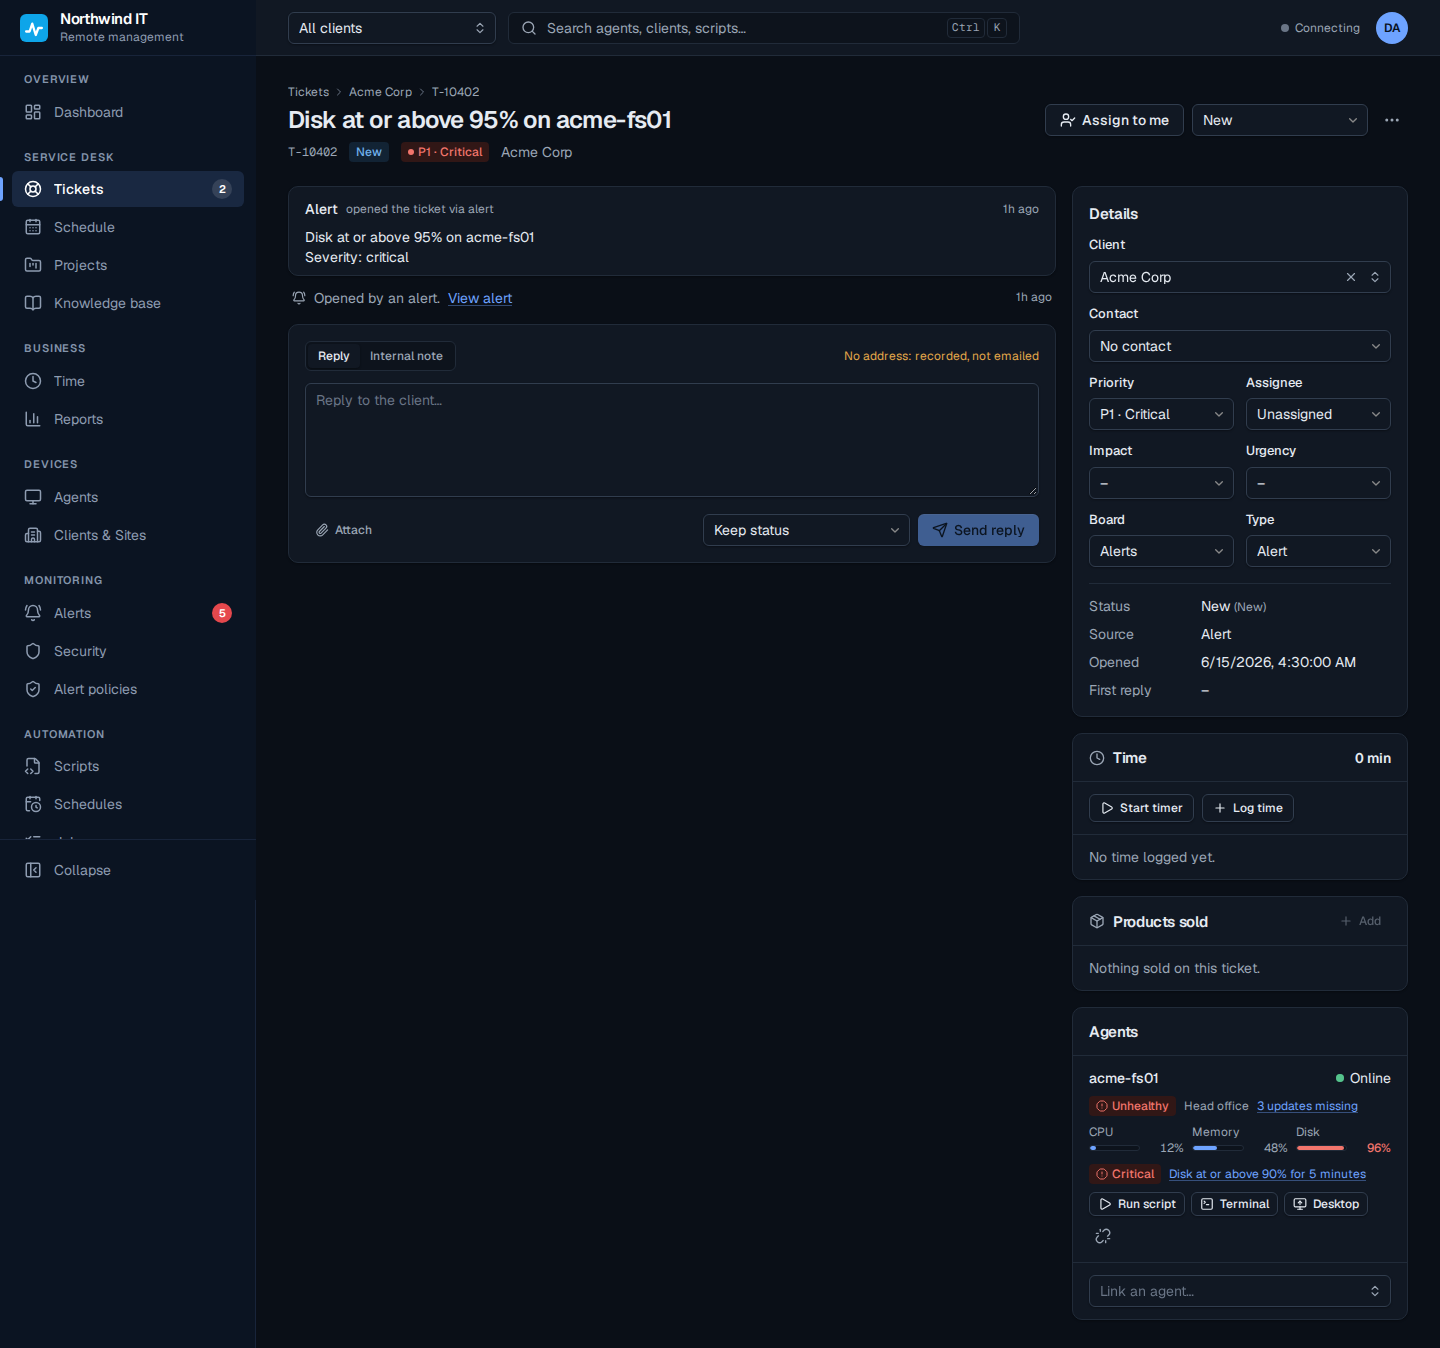 Northwind IT
Remote management
All clients
Search agents, clients, scripts...
Ctrl K
Connecting
DA
OVERVIEW
Dashboard
SERVICE DESK
Tickets
2
Schedule
Projects
Knowledge base
BUSINESS
Time
Reports
DEVICES
Agents
Clients & Sites
MONITORING
Alerts
5
Security
Alert policies
AUTOMATION
Scripts
Schedules
Collapse
Tickets > Acme Corp > T-10402
Disk at or above 95% on acme-fs01
Assign to me
New
T-10402 New P1 · Critical Acme Corp
Alert opened the ticket via alert
1h ago
Disk at or above 95% on acme-fs01
Severity: critical
Opened by an alert. View alert
1h ago
Reply Internal note
No address: recorded, not emailed
Reply to the client...
Attach
Keep status
Send reply
Details
Client
Acme Corp
Contact
No contact
Priority Assignee
P1 · Critical Unassigned
Impact Urgency
– –
Board Type
Alerts Alert
Status New (New)
Source Alert
Opened 6/15/2026, 4:30:00 AM
First reply –
Time 0 min
Start timer Log time
No time logged yet.
Products sold Add
Nothing sold on this ticket.
Agents
acme-fs01 Online
Unhealthy Head office 3 updates missing
CPU Memory Disk
12% 48% 96%
Critical Disk at or above 90% for 5 minutes
Run script Terminal Desktop
Link an agent...